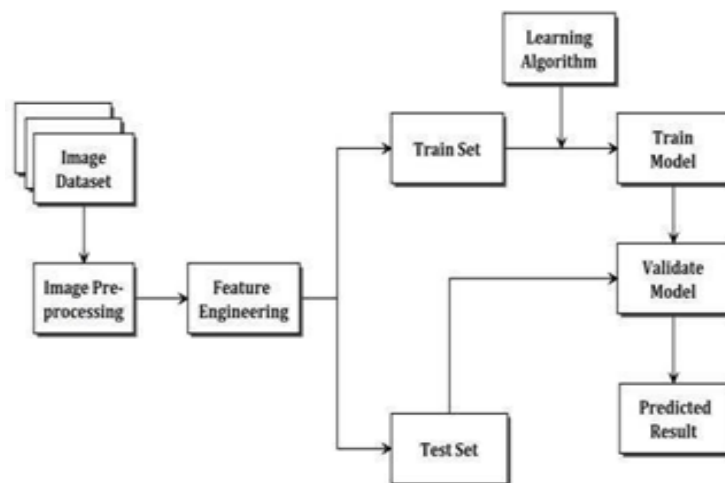 Learning
Algorithm
Image
Dataset
Train Set
Train
Model
Image Pre-
processing
Feature
Engineering
Validate
Model
Test Set
Predicted
Result